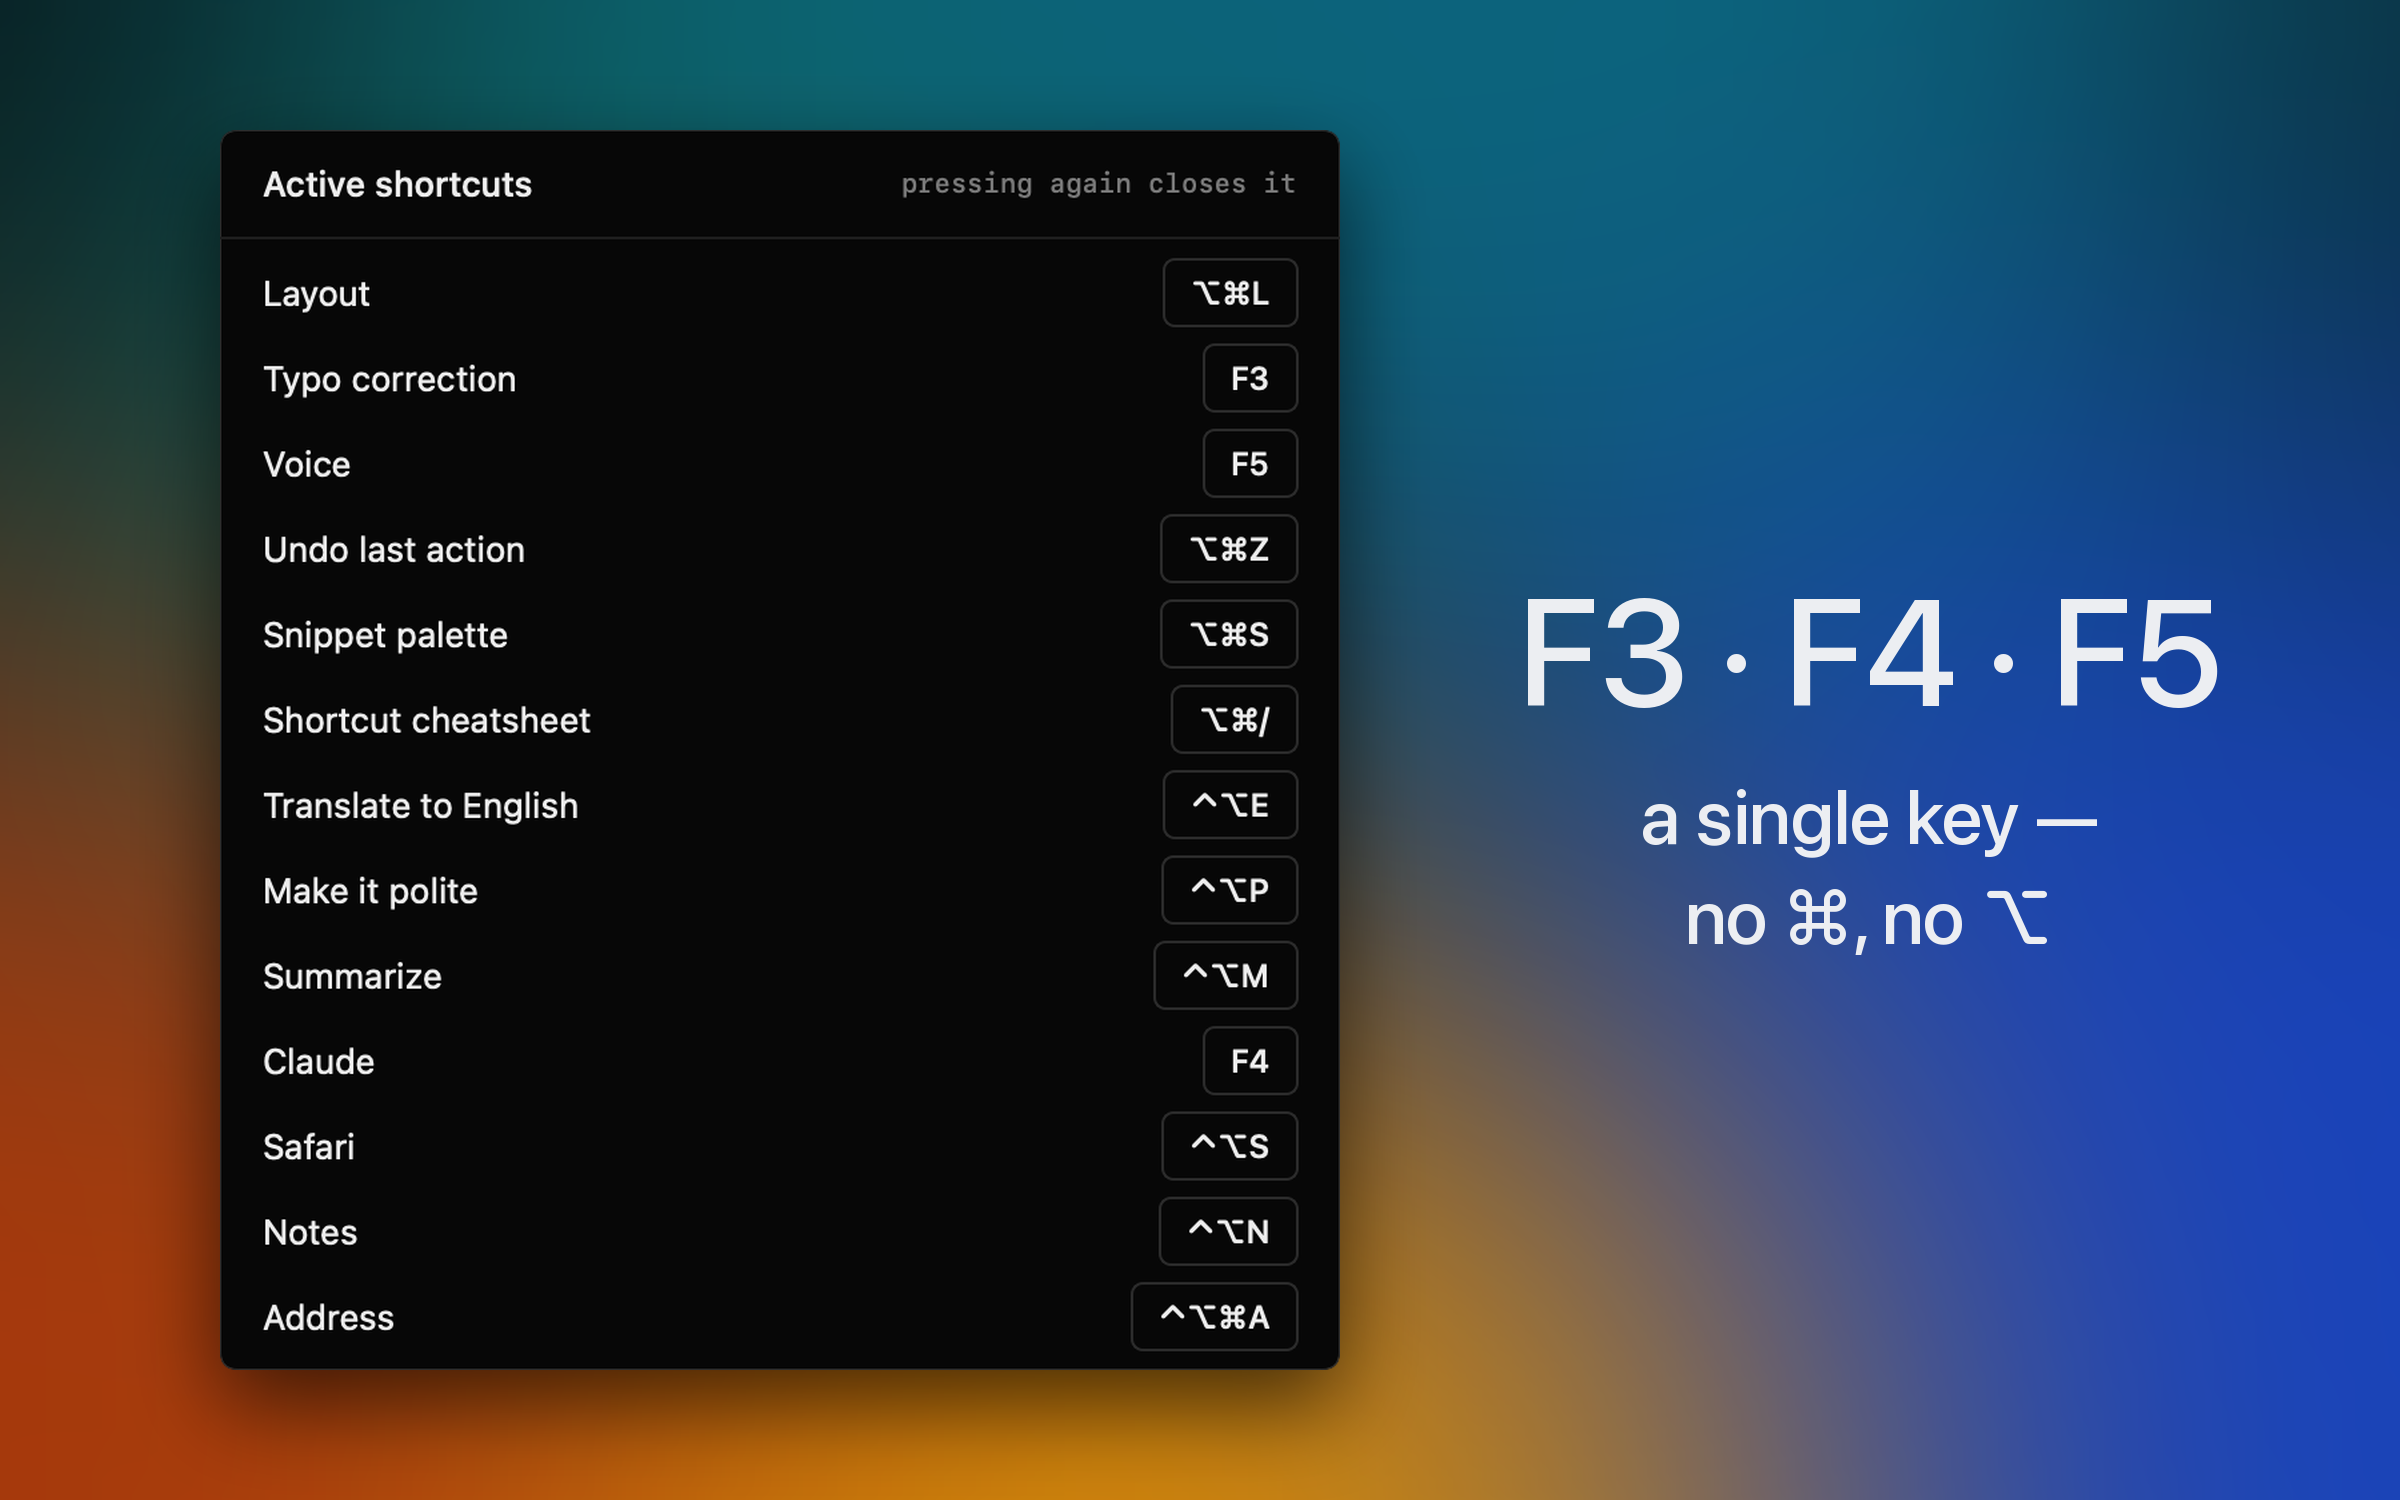 Active shortcuts pressing again closes it
Layout ⌥⌘L
Typo correction F3
Voice F5
Undo last action ⌥⌘Z
Snippet palette ⌥⌘S
Shortcut cheatsheet ⌥⌘/
Translate to English ^⌥E
Make it polite ^⌥P
Summarize ^⌥M
Claude F4
Safari ^⌥S
Notes ^⌥N
Address ^⌥⌘A
F3 · F4 · F5
a single key —
no ⌘, no ⌥